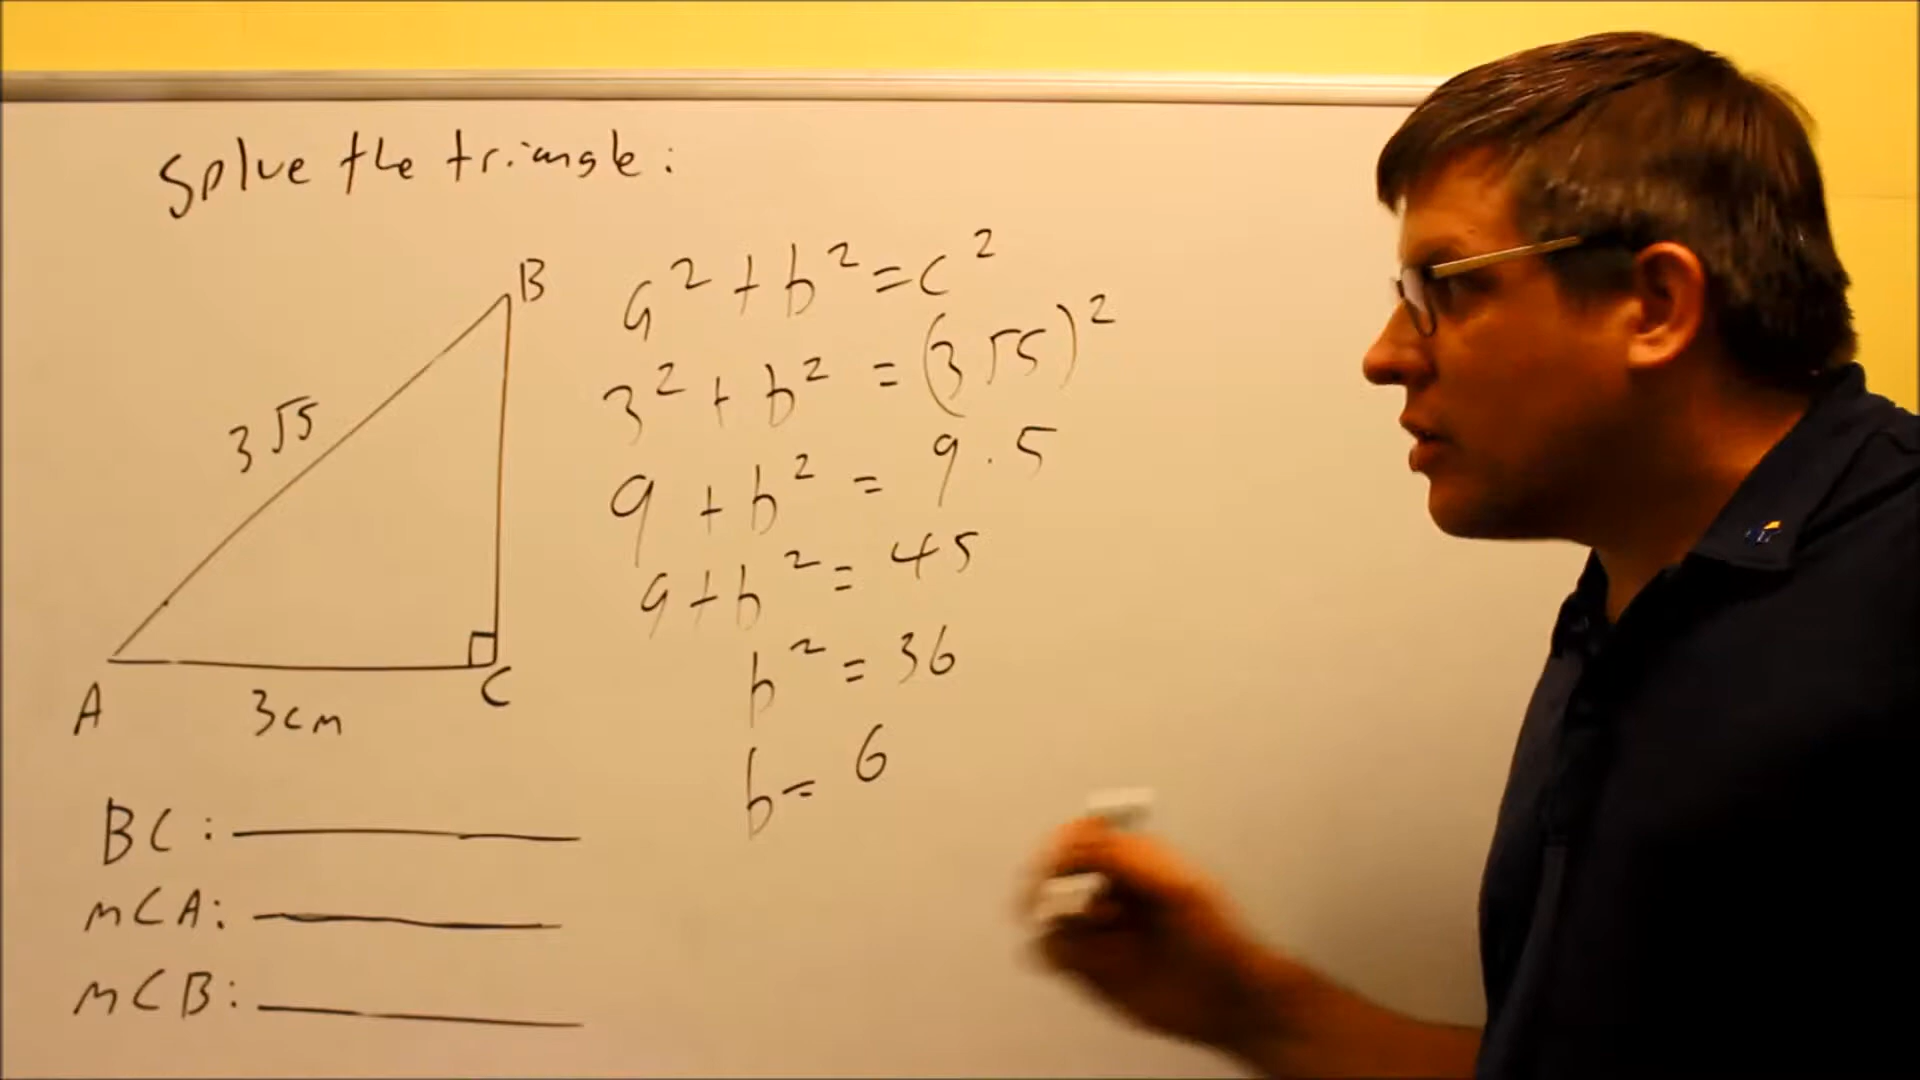 Solve the triangle:
B
3√5
A
3cm
C
a² + b² = c²
3² + b² = (3√5)²
9 + b² = 9 · 5
9 + b² = 45
b² = 36
b = 6
BC:
m∠A:
m∠B: